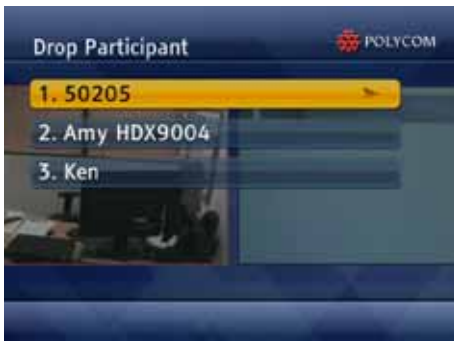 Drop Participant
POLYCOM
1. 50205
2. Amy HDX9004
3. Ken